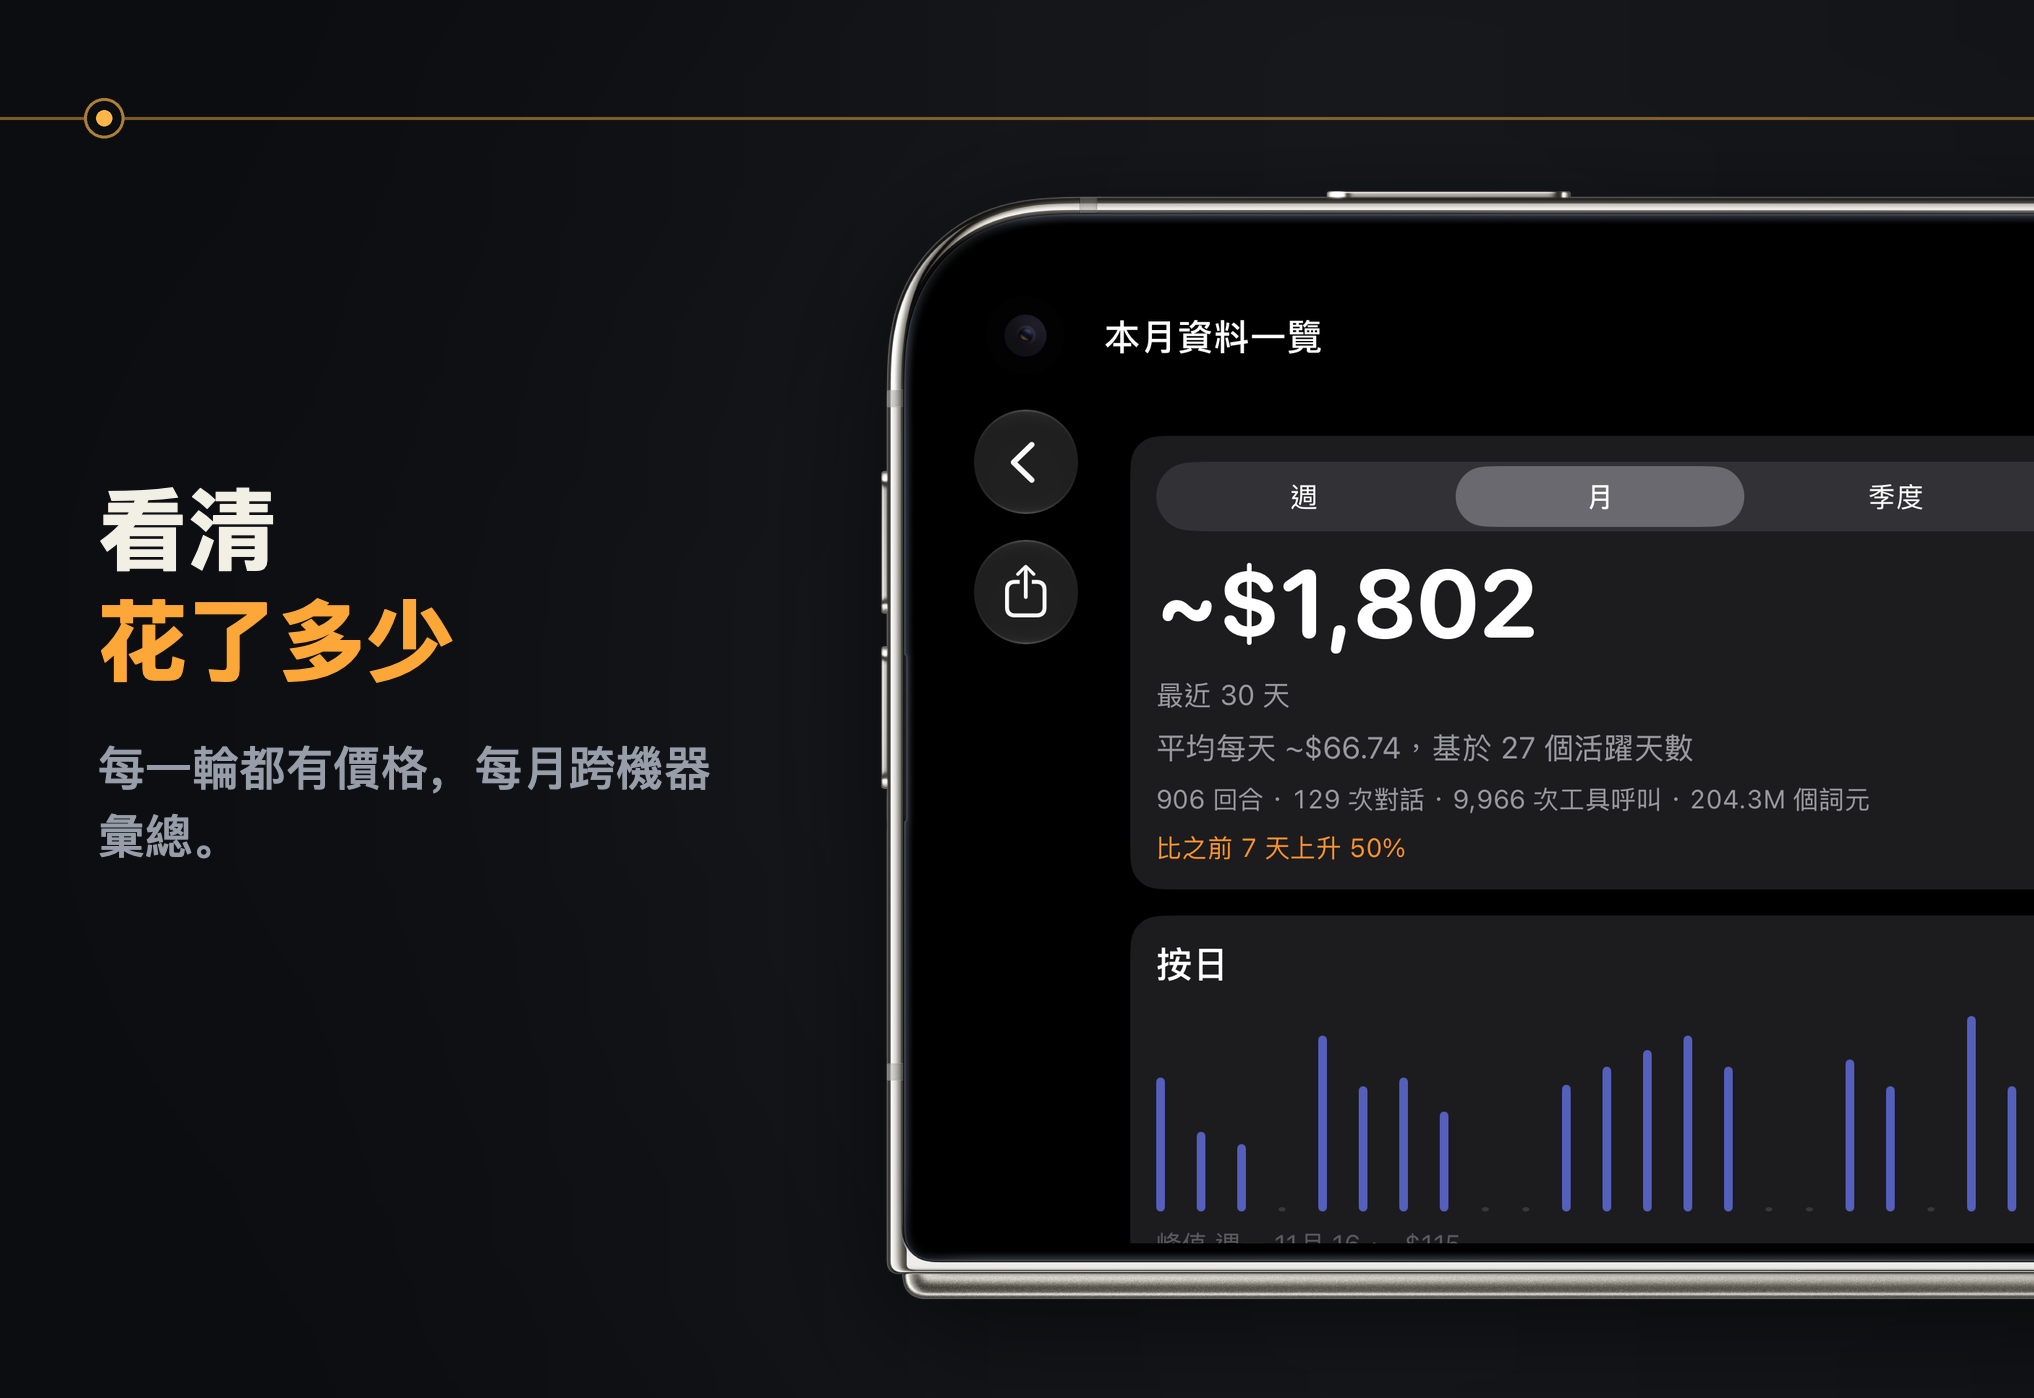 看清
花了多少
每一輪都有價格，每月跨機器
彙總。
本月資料一覽
週 月 季度
~$1,802
最近 30 天
平均每天 ~$66.74，基於 27 個活躍天數
906 回合 · 129 次對話 · 9,966 次工具呼叫 · 204.3M 個詞元
比之前 7 天上升 50%
按日